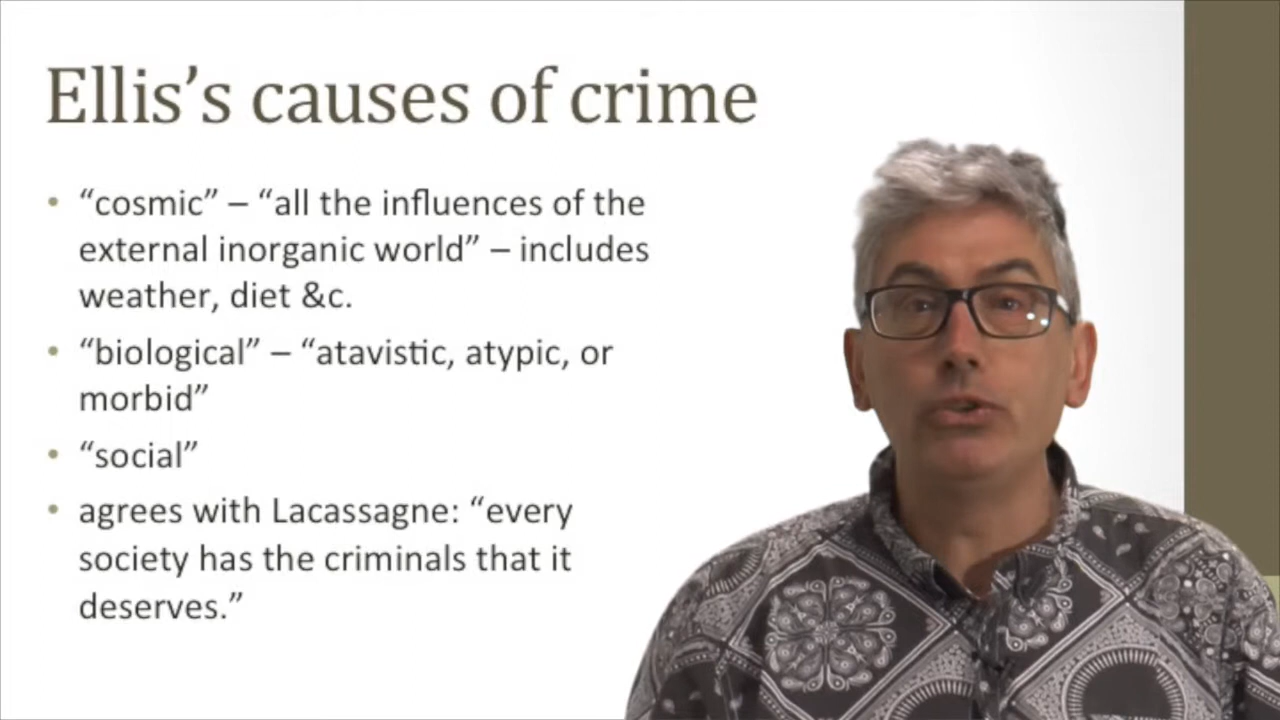 Ellis’s causes of crime
• “cosmic” – “all the influences of the
external inorganic world” – includes
weather, diet &c.
• “biological” – “atavistic, atypic, or
morbid”
• “social”
• agrees with Lacassagne: “every
society has the criminals that it
deserves.”